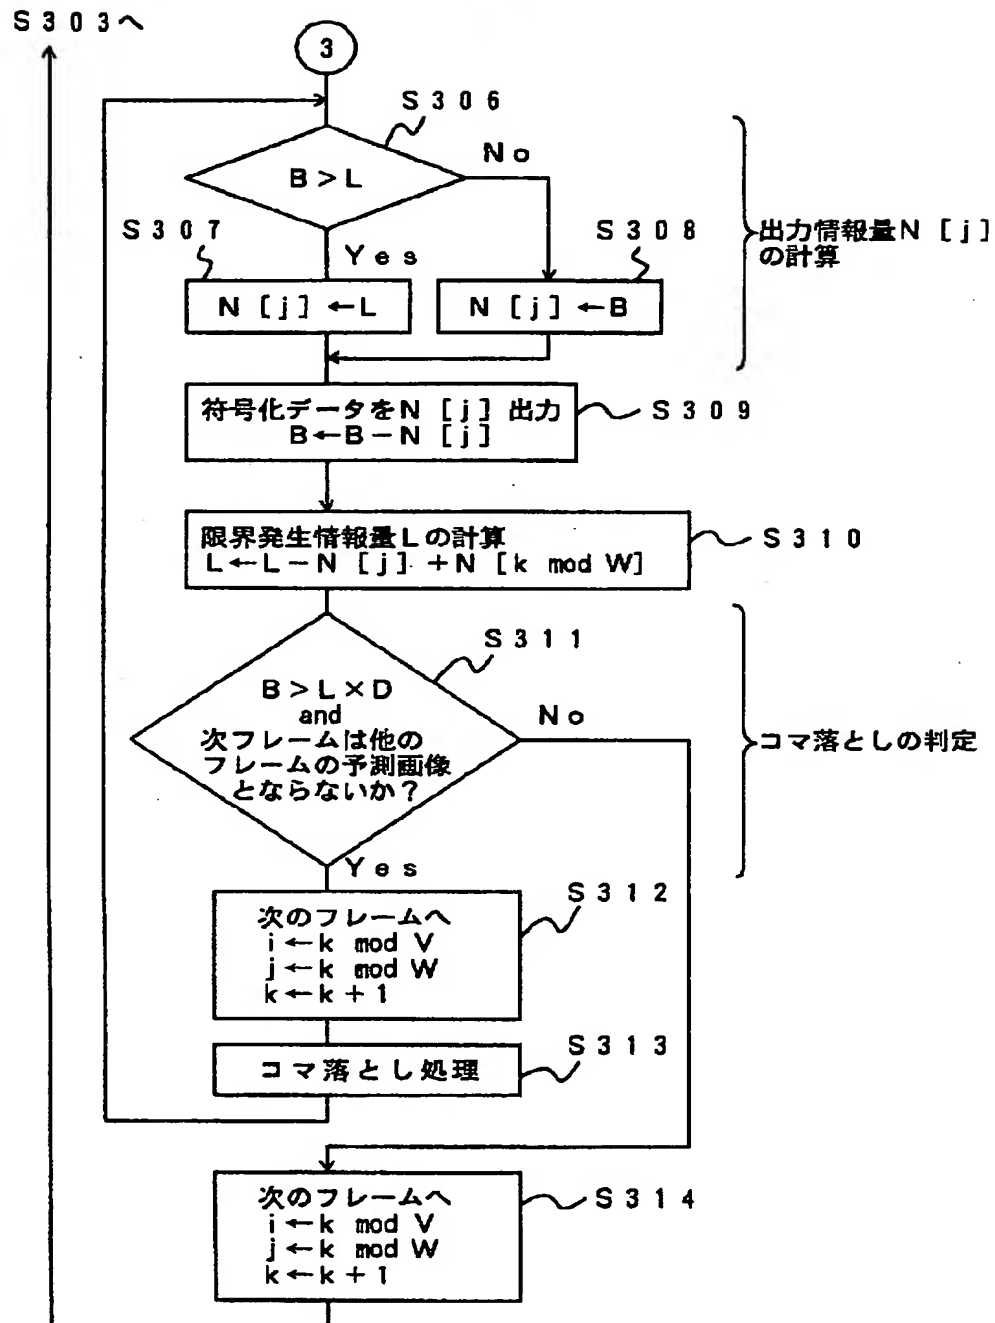 S303へ
3
S306
B>L
No
S307
Yes
S308
N [j] ←L
N [j] ←B
出力情報量N [j]
の計算
符号化データをN [j] 出力
B←B-N [j]
S309
限界発生情報量Lの計算
L←L-N [j] +N [k mod W]
S310
S311
B>L×D
and
次フレームは他の
フレームの予測画像
とならないか?
No
コマ落としの判定
Yes
S312
次のフレームへ
i←k mod V
j←k mod W
k←k+1
S313
コマ落とし処理
次のフレームへ
i←k mod V
j←k mod W
k←k+1
S314